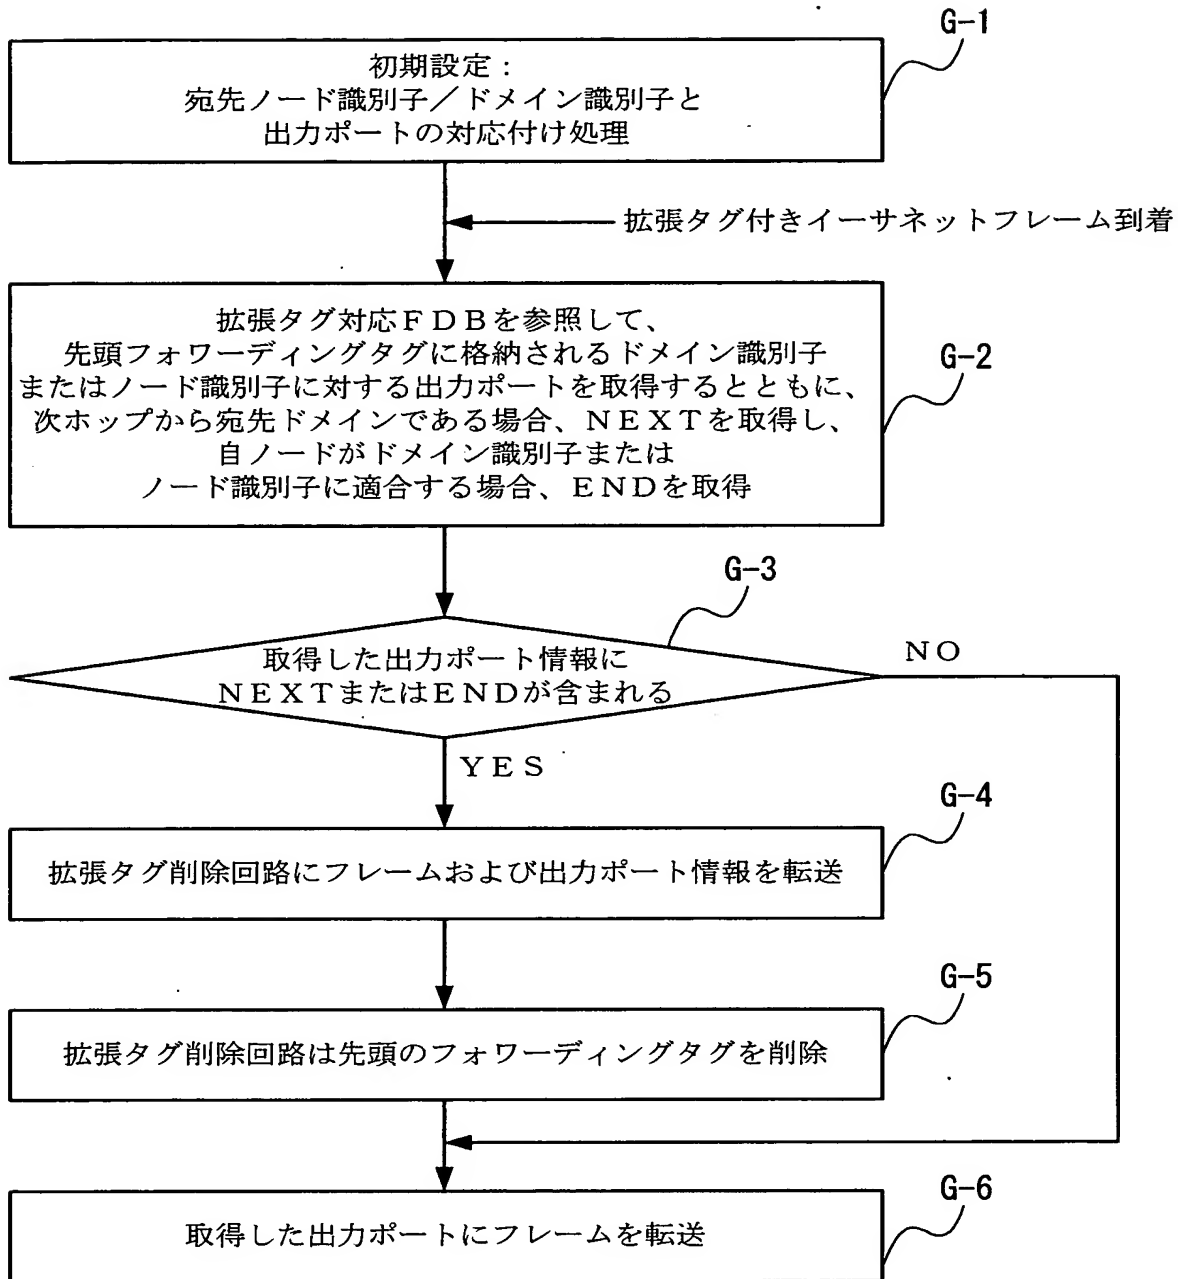 G-1
初期設定：
宛先ノード識別子／ドメイン識別子と
出力ポートの対応付け処理
拡張タグ付きイーサネットフレーム到着
G-2
拡張タグ対応ＦＤＢを参照して、
先頭フォワーディングタグに格納されるドメイン識別子
またはノード識別子に対する出力ポートを取得するとともに、
次ホップから宛先ドメインである場合、ＮＥＸＴを取得し、
自ノードがドメイン識別子または
ノード識別子に適合する場合、ＥＮＤを取得
G-3
取得した出力ポート情報に
ＮＥＸＴまたはＥＮＤが含まれる
ＮＯ
ＹＥＳ
G-4
拡張タグ削除回路にフレームおよび出力ポート情報を転送
G-5
拡張タグ削除回路は先頭のフォワーディングタグを削除
G-6
取得した出力ポートにフレームを転送